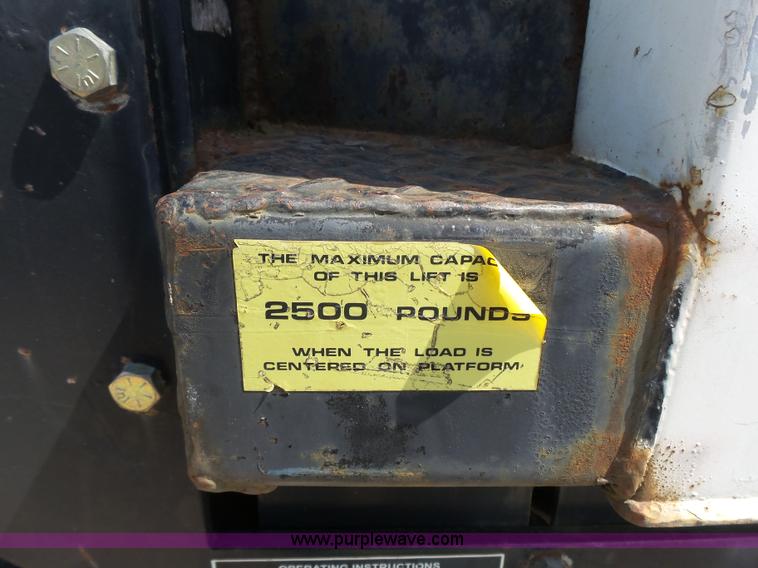 THE MAXIMUM CAPAC
OF THIS LIFT IS
2500 POUNDS
WHEN THE LOAD IS
CENTERED ON PLATFORM
www.purplewave.com
OPERATING INSTRUCTIONS